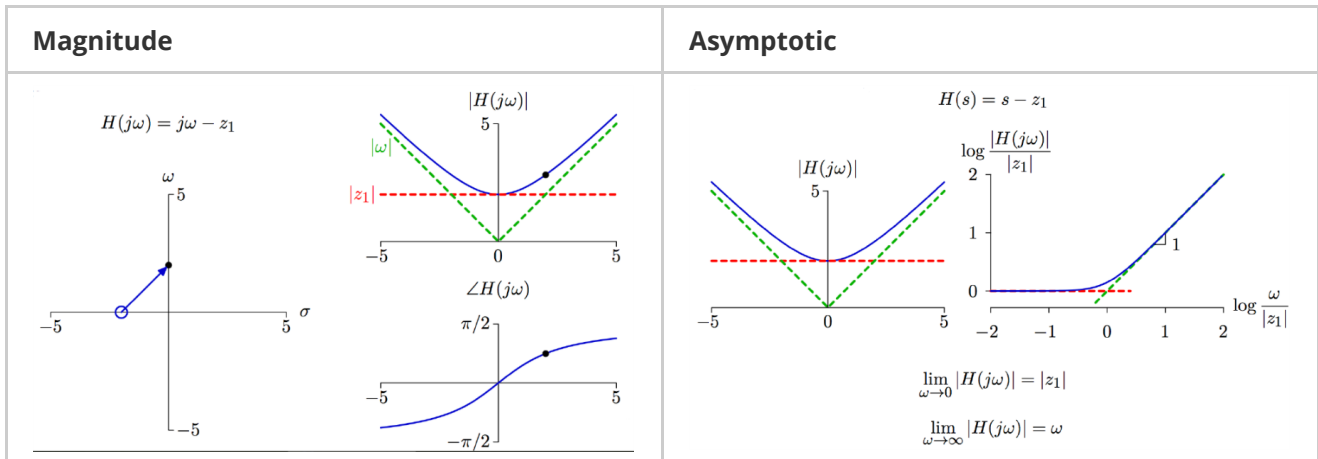 Magnitude
H(jω) = jω − z₁
ω
5
−5
5
σ
−5
|H(jω)|
5
|ω|
|z₁|
−5
0
5
∠H(jω)
π/2
−5
5
−π/2
Asymptotic
H(s) = s − z₁
|H(jω)|
5
−5
0
5
log |H(jω)|/|z₁|
2
1
0
1
−2
−1
0
1
2
log ω/|z₁|
lim ω→0 |H(jω)| = |z₁|
lim ω→∞ |H(jω)| = ω